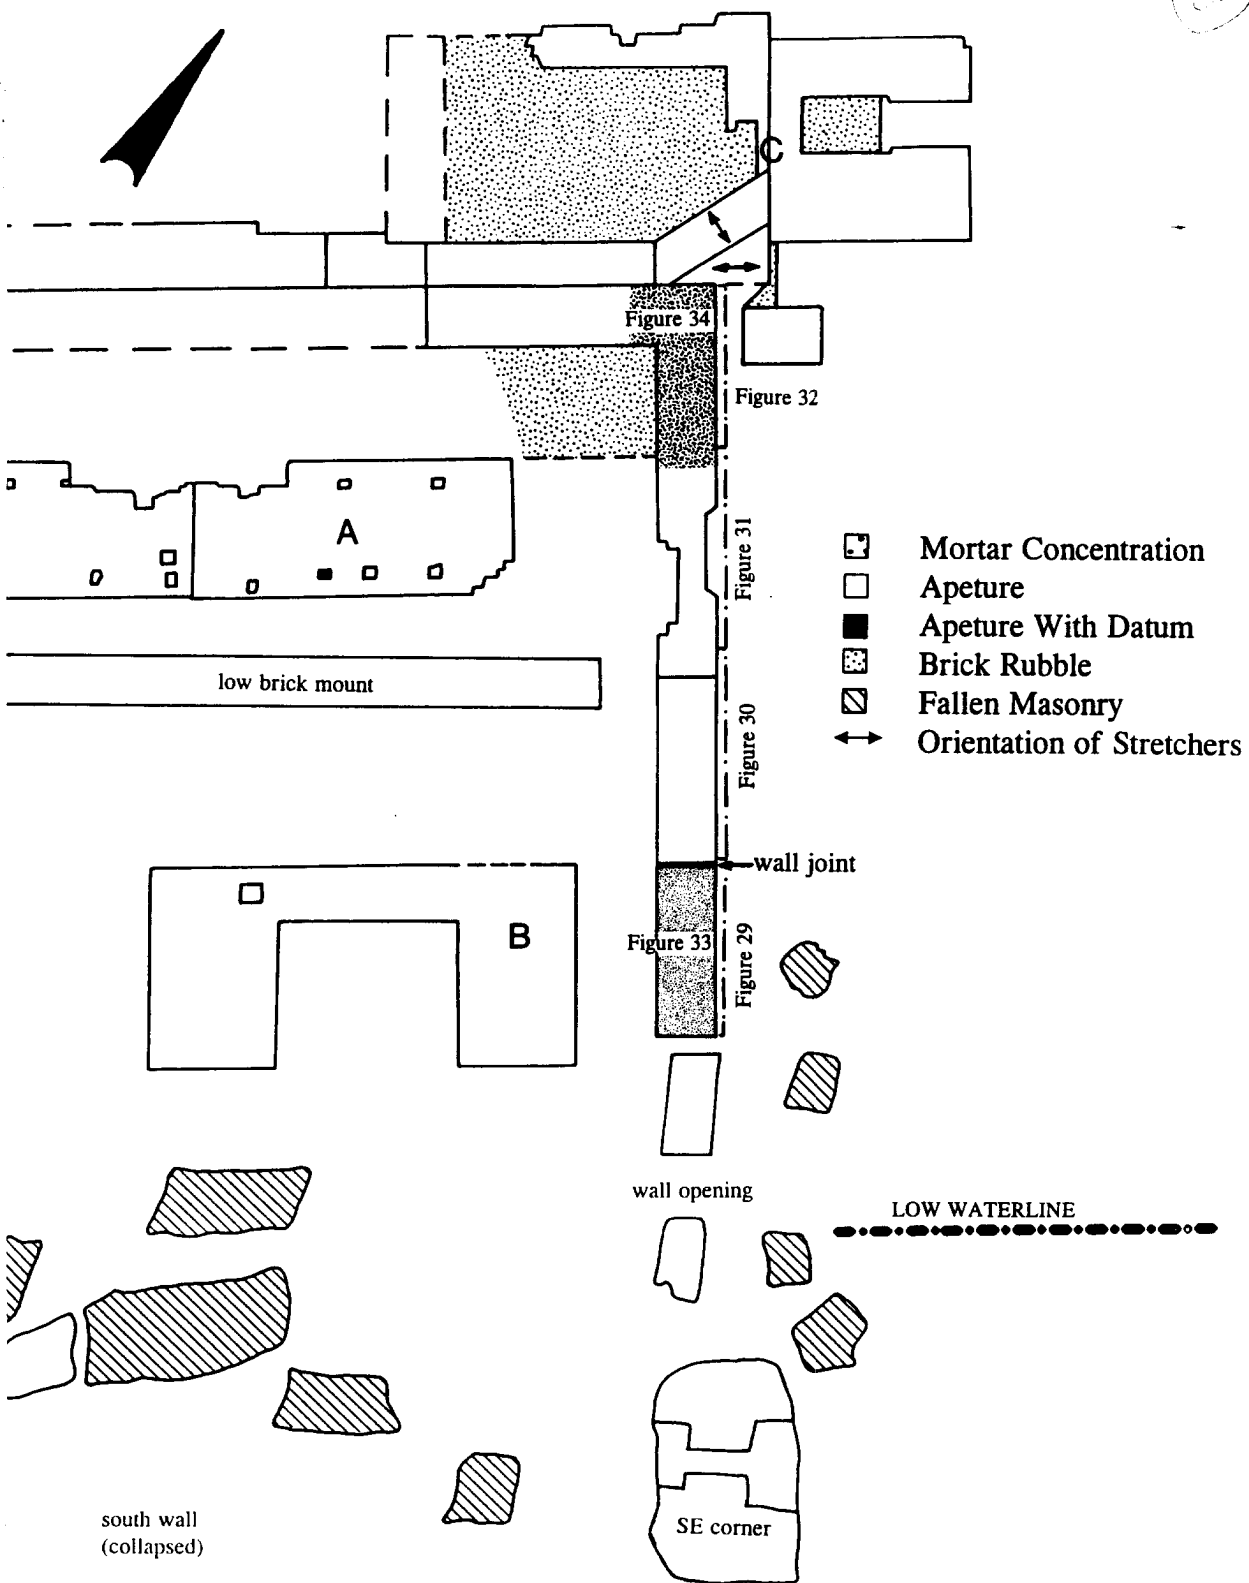 C
Figure 34
Figure 32
A
Figure 31
Mortar Concentration
Apeture
Apeture With Datum
Brick Rubble
Fallen Masonry
Orientation of Stretchers
low brick mount
Figure 30
wall joint
B
Figure 33
Figure 29
wall opening
LOW WATERLINE
south wall
(collapsed)
SE corner